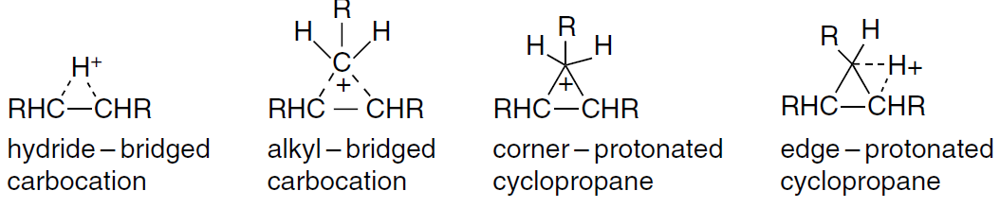 R
H H
C
+
RHC — CHR
alkyl – bridged
carbocation
H+
RHC—CHR
hydride – bridged
carbocation
R
H H
+
RHC—CHR
corner – protonated
cyclopropane
R H
H+
RHC—CHR
edge – protonated
cyclopropane